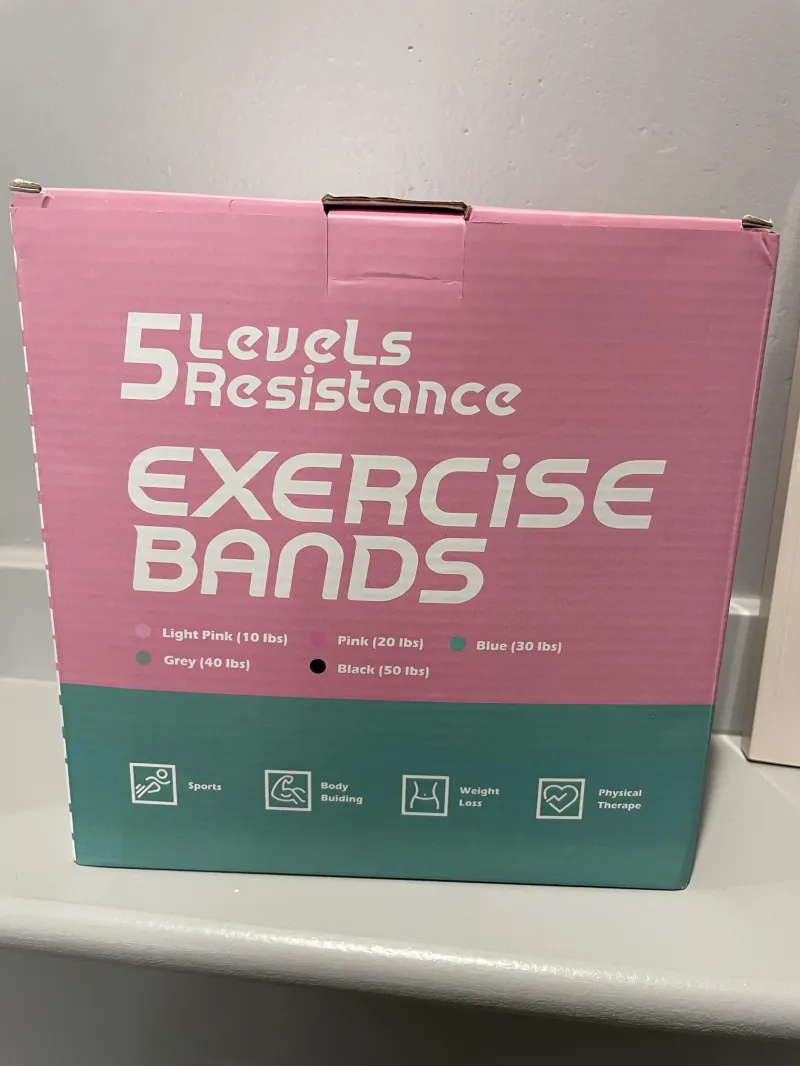 5 Levels
Resistance
EXERCiSE
BANDS
Light Pink (10 lbs) Pink (20 lbs) Blue (30 lbs)
Grey (40 lbs) Black (50 lbs)
Sports
Body
Buiding
Weight
Loss
Physical
Therape